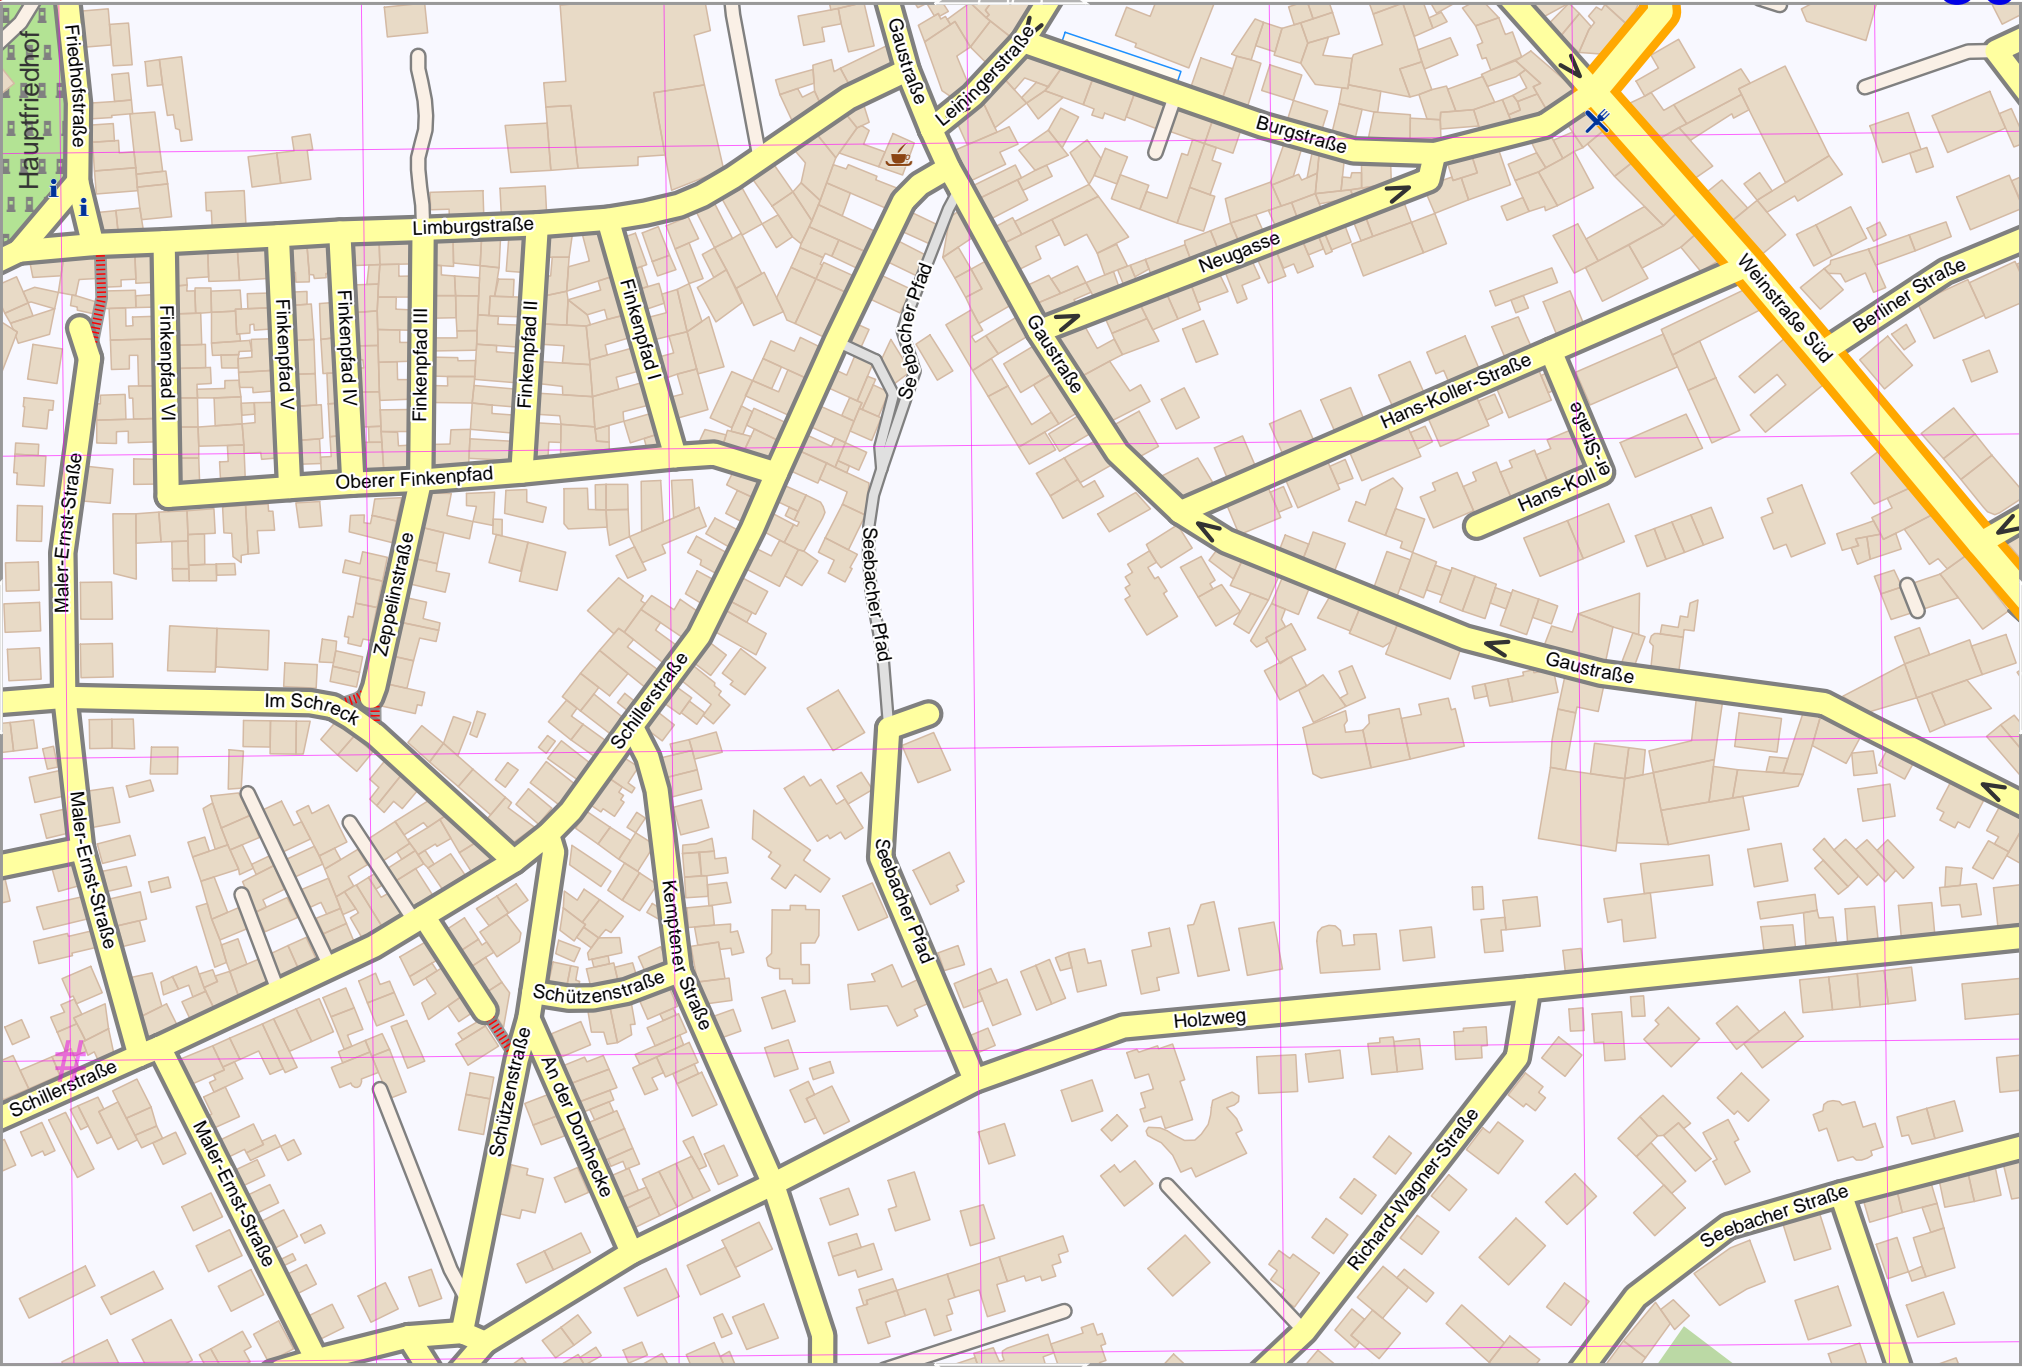 Hauptfriedhof
Friedhofstraße
Gaustraße
Leiningerstraße
Burgstraße
Limburgstraße
Neugasse
Weinstraße Süd
Berliner Straße
Seebacher Pfad
Finkenpfad VI
Finkenpfad V
Finkenpfad IV
Finkenpfad III
Finkenpfad II
Finkenpfad I
Gaustraße
Hans-Koller-Straße
Hans-Koll
er-Straße
Oberer Finkenpfad
Maler-Ernst-Straße
Zeppelinstraße
Seebacher Pfad
Schillerstraße
Gaustraße
Im Schreck
Maler-Ernst-Straße
Seebacher Pfad
Kemptener Straße
Schützenstraße
Holzweg
#
Schillerstraße
Schützenstraße
An der Dornhecke
Maler-Ernst-Straße
Richard-Wagner-Straße
Seebacher Straße